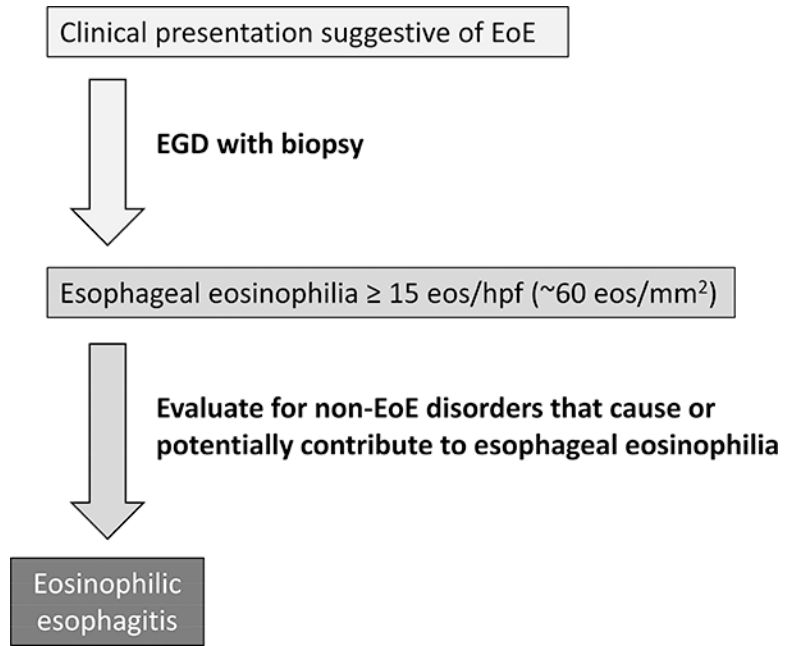 Clinical presentation suggestive of EoE
EGD with biopsy
Esophageal eosinophilia ≥ 15 eos/hpf (~60 eos/mm²)
Evaluate for non-EoE disorders that cause or
potentially contribute to esophageal eosinophilia
Eosinophilic
esophagitis